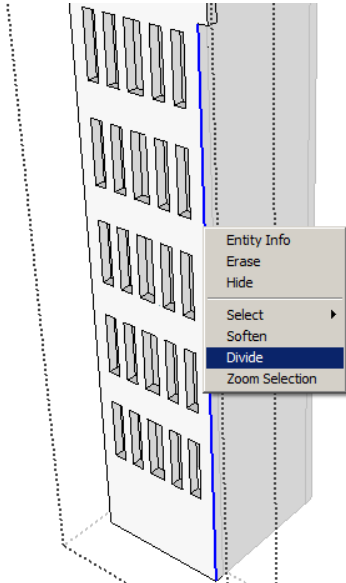 Entity Info
Erase
Hide
Select
Soften
Divide
Zoom Selection